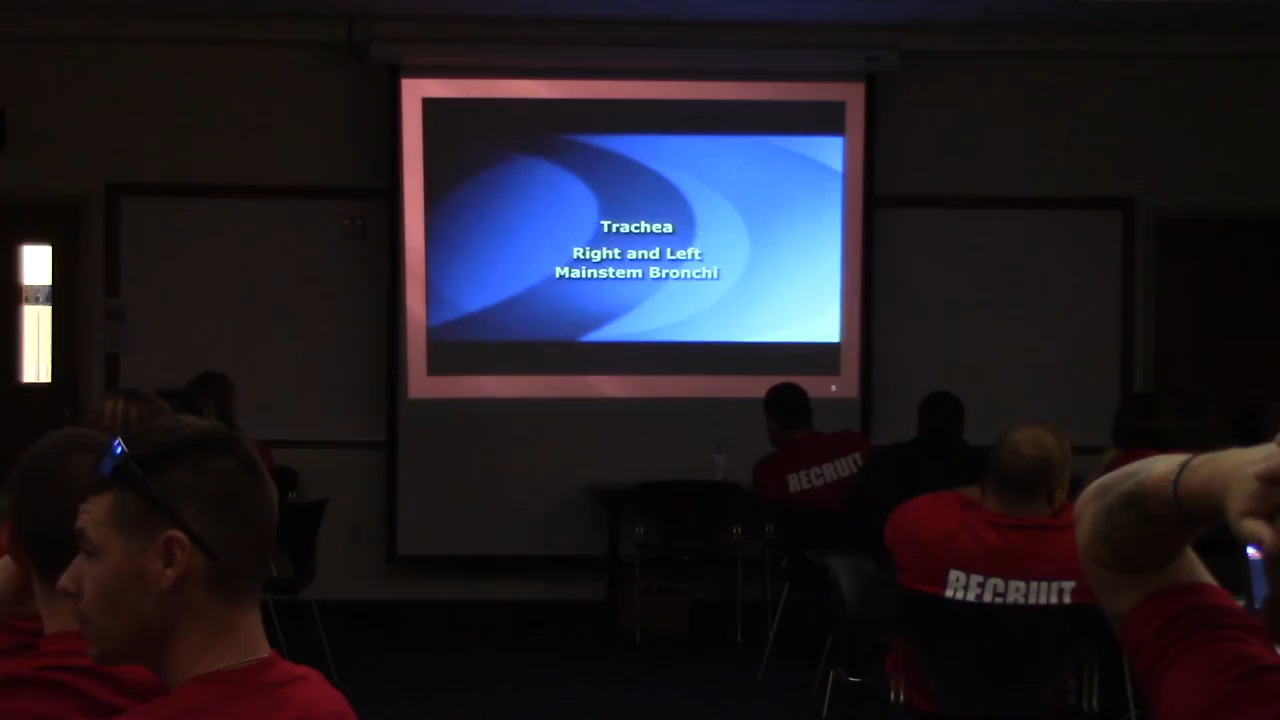 Trachea
Right and Left
Mainstem Bronchi
RECRUIT
RECRUIT